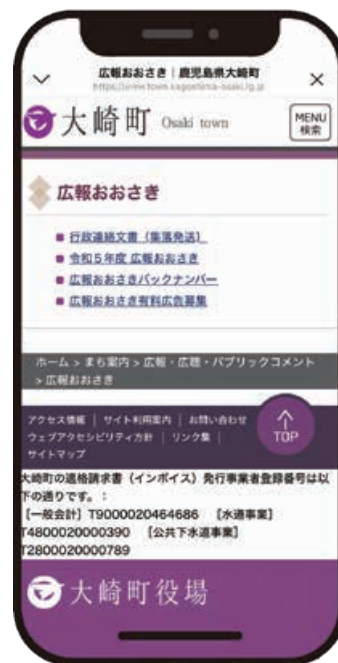 広報おおさき｜鹿児島県大崎町
https://www.town.kagoshima-osaki.lg.jp
大崎町 Osaki town
MENU
検索
広報おおさき
行政連絡文書（集落発送）
令和５年度 広報おおさき
広報おおさきバックナンバー
広報おおさき有料広告募集
ホーム > まち案内 > 広報・広聴・パブリックコメント
> 広報おおさき
アクセス情報 | サイト利用案内 | お問い合わせ
ウェブアクセシビリティ方針 | リンク集 |
サイトマップ
TOP
大崎町の適格請求書（インボイス）発行事業者登録番号は以
下の通りです。：
【一般会計】T9000020464686 【水道事業】
T4800020000390 【公共下水道事業】
T2800020000789
大崎町役場